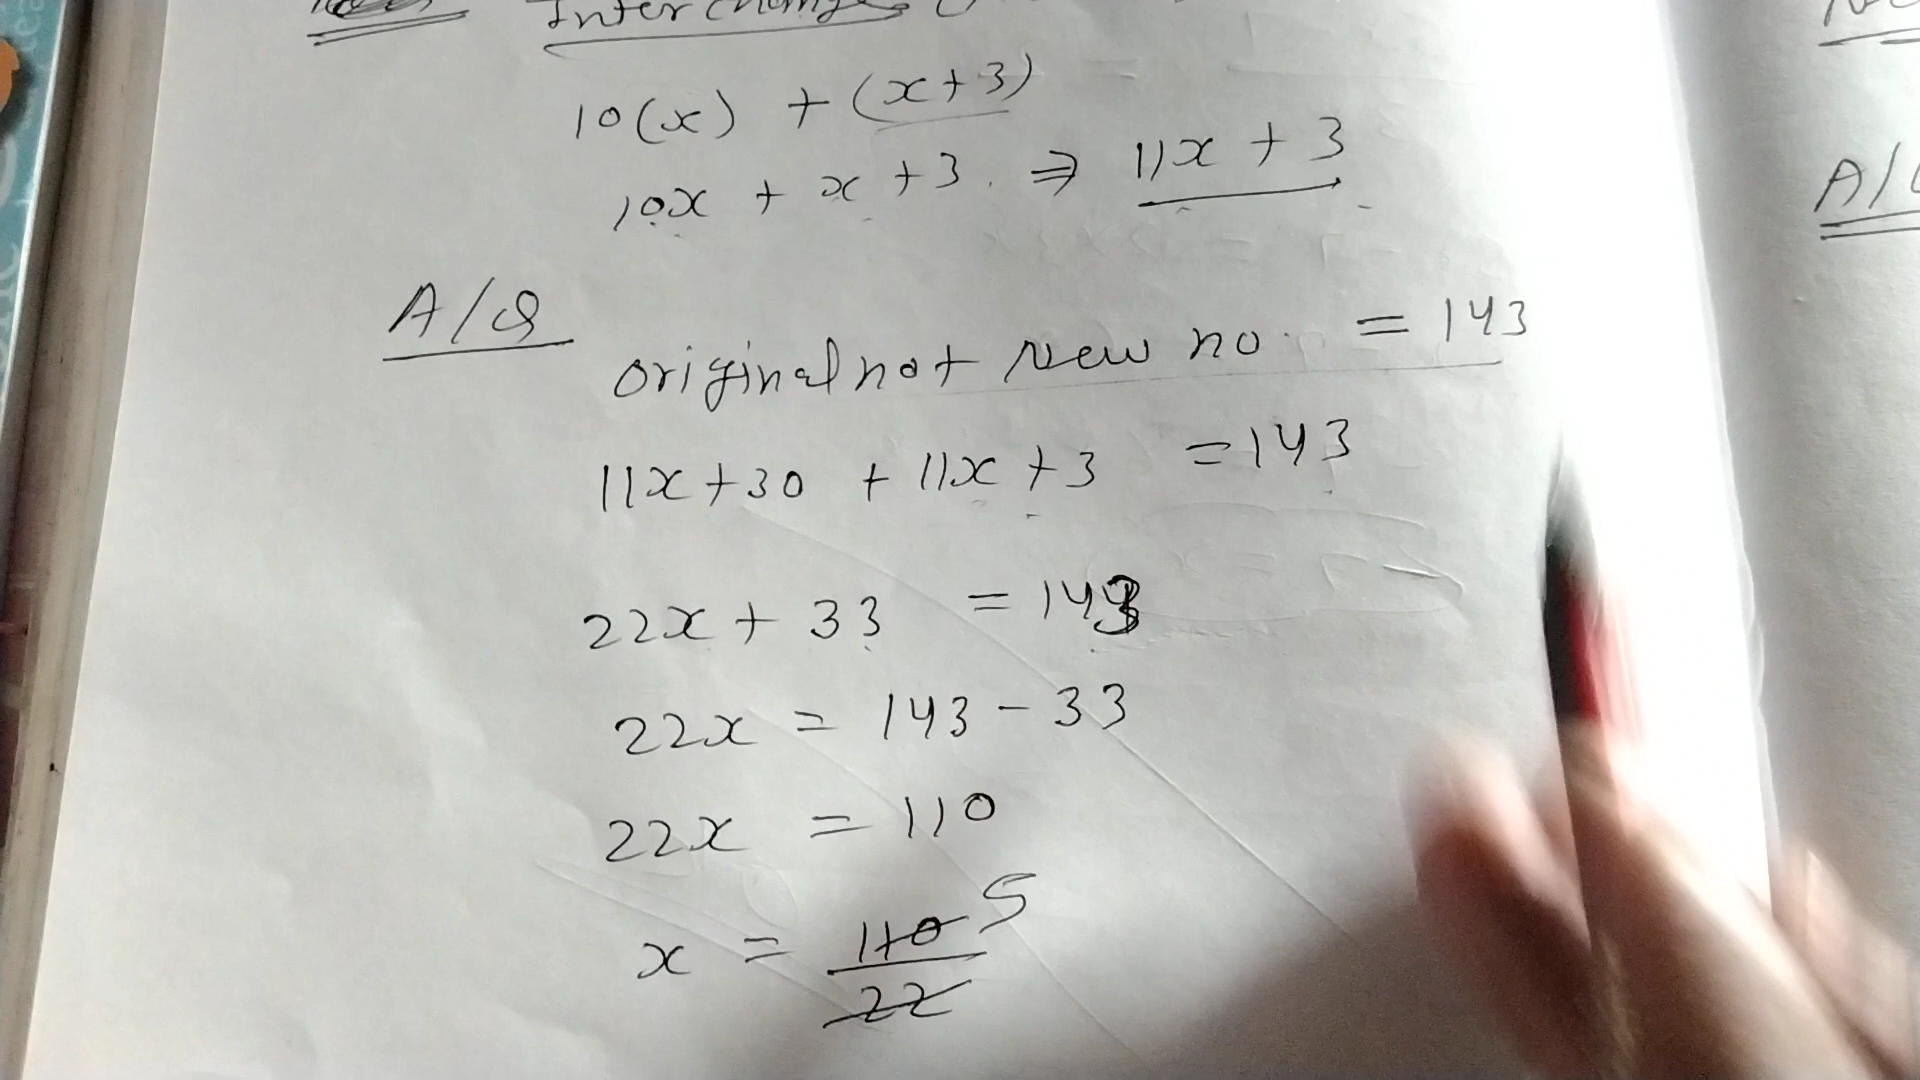 Interchanging
10(x) + (x+3)
10x + x +3. ⇒ 11x + 3
A/Q
original no+ New no. = 143
11x+30 + 11x +3 =143
22x + 33 = 143
22x = 143 - 33
22x = 110
x = 110/22 5
A/